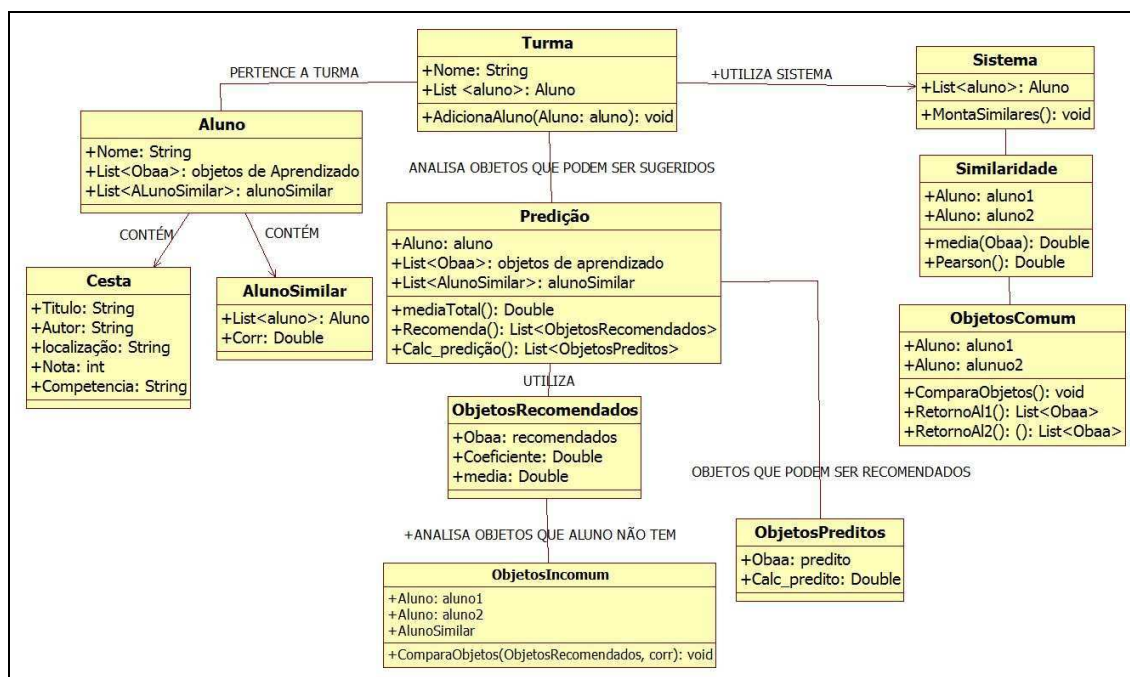 Turma
+Nome: String
+List <aluno>: Aluno
+AdicionaAluno(Aluno: aluno): void
PERTENCE A TURMA
+UTILIZA SISTEMA
Sistema
+List<aluno>: Aluno
+MontaSimilares(): void
Aluno
+Nome: String
+List<Obaa>: objetos de Aprendizado
+List<ALunoSimilar>: alunoSimilar
ANALISA OBJETOS QUE PODEM SER SUGERIDOS
Similaridade
+Aluno: aluno1
+Aluno: aluno2
+media(Obaa): Double
+Pearson(): Double
CONTÉM
CONTÉM
Predição
+Aluno: aluno
+List<Obaa>: objetos de aprendizado
+List<AlunoSimilar>: alunoSimilar
+mediaTotal(): Double
+Recomenda(): List<ObjetosRecomendados>
+Calc_predição(): List<ObjetosPreditos>
Cesta
+Titulo: String
+Autor: String
+localização: String
+Nota: int
+Competencia: String
AlunoSimilar
+List<aluno>: Aluno
+Corr: Double
ObjetosComum
+Aluno: aluno1
+Aluno: alunuo2
+ComparaObjetos(): void
+RetornoAl1(): List<Obaa>
+RetornoAl2(): (): List<Obaa>
UTILIZA
ObjetosRecomendados
+Obaa: recomendados
+Coeficiente: Double
+media: Double
OBJETOS QUE PODEM SER RECOMENDADOS
+ANALISA OBJETOS QUE ALUNO NÃO TEM
ObjetosPreditos
+Obaa: predito
+Calc_predito: Double
ObjetosIncomum
+Aluno: aluno1
+Aluno: aluno2
+AlunoSimilar
+ComparaObjetos(ObjetosRecomendados, corr): void